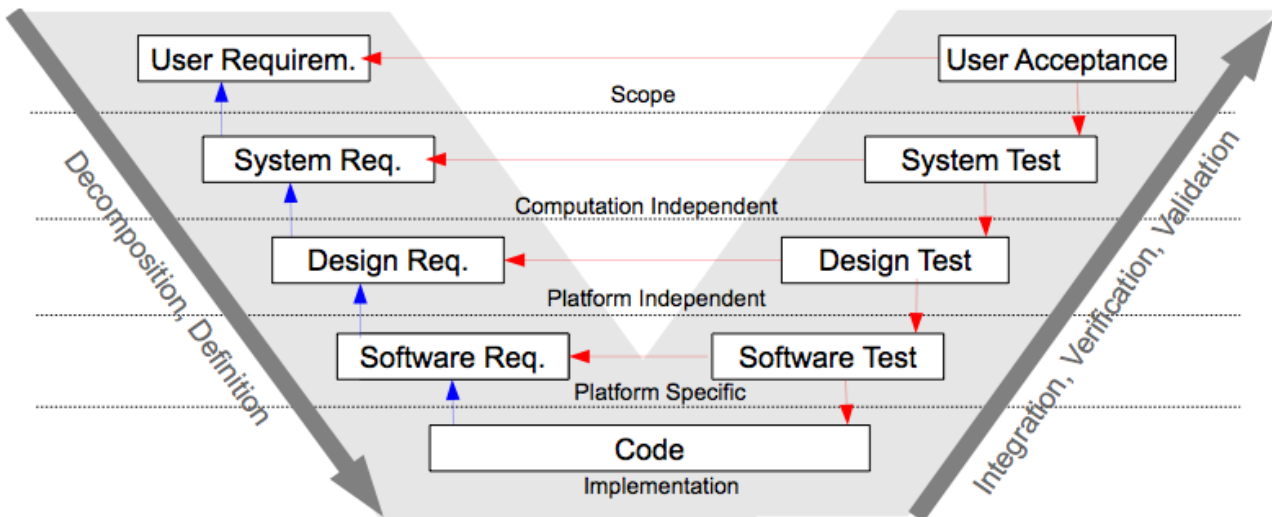 User Requirem.
User Acceptance
Scope
System Req.
System Test
Computation Independent
Design Req.
Design Test
Platform Independent
Software Req.
Software Test
Platform Specific
Code
Implementation
Decomposition, Definition
Integration, Verification, Validation